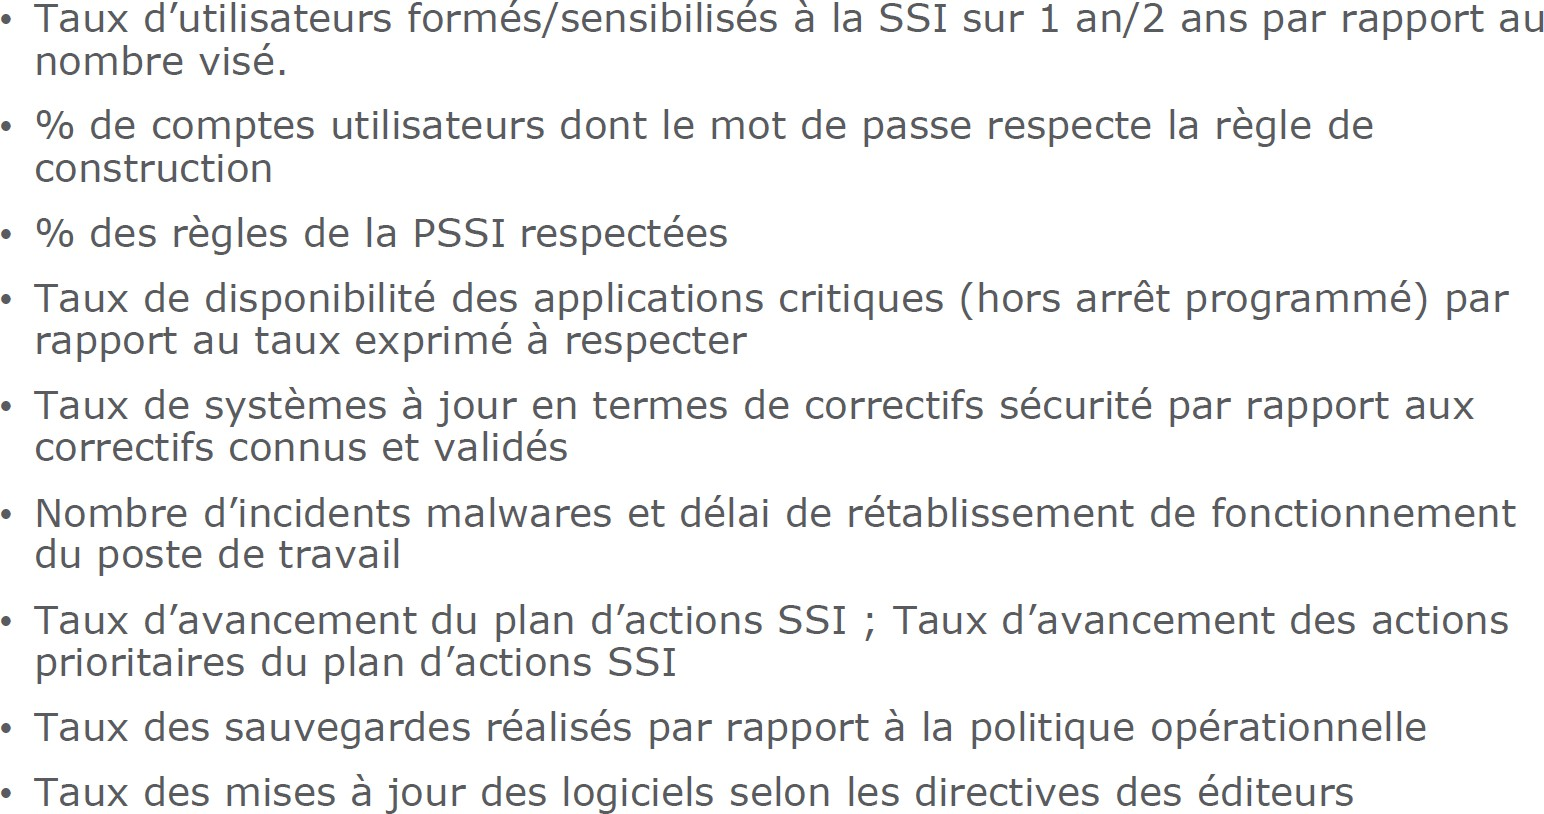 • Taux d’utilisateurs formés/sensibilisés à la SSI sur 1 an/2 ans par rapport au
nombre visé.
• % de comptes utilisateurs dont le mot de passe respecte la règle de
construction
• % des règles de la PSSI respectées
• Taux de disponibilité des applications critiques (hors arrêt programmé) par
rapport au taux exprimé à respecter
• Taux de systèmes à jour en termes de correctifs sécurité par rapport aux
correctifs connus et validés
• Nombre d’incidents malwares et délai de rétablissement de fonctionnement
du poste de travail
• Taux d’avancement du plan d’actions SSI ; Taux d’avancement des actions
prioritaires du plan d’actions SSI
• Taux des sauvegardes réalisés par rapport à la politique opérationnelle
• Taux des mises à jour des logiciels selon les directives des éditeurs